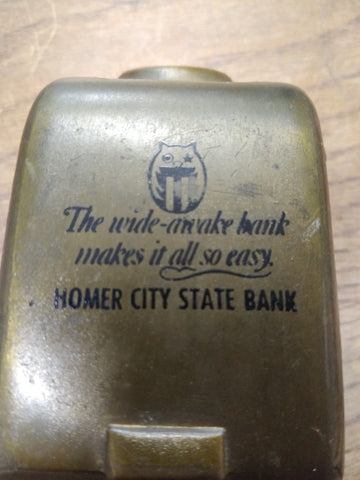 The wide-awake bank
makes it all so easy.
HOMER CITY STATE BANK